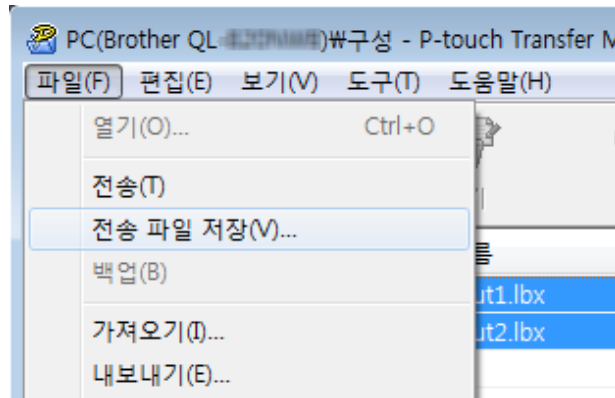 PC(Brother QL )₩구성 - P-touch Transfer M
파일(F) 편집(E) 보기(V) 도구(T) 도움말(H)
열기(O)... Ctrl+O
전송(T)
전송 파일 저장(V)...
름
백업(B)
ut1.lbx
가져오기(I)... ut2.lbx
내보내기(E)...